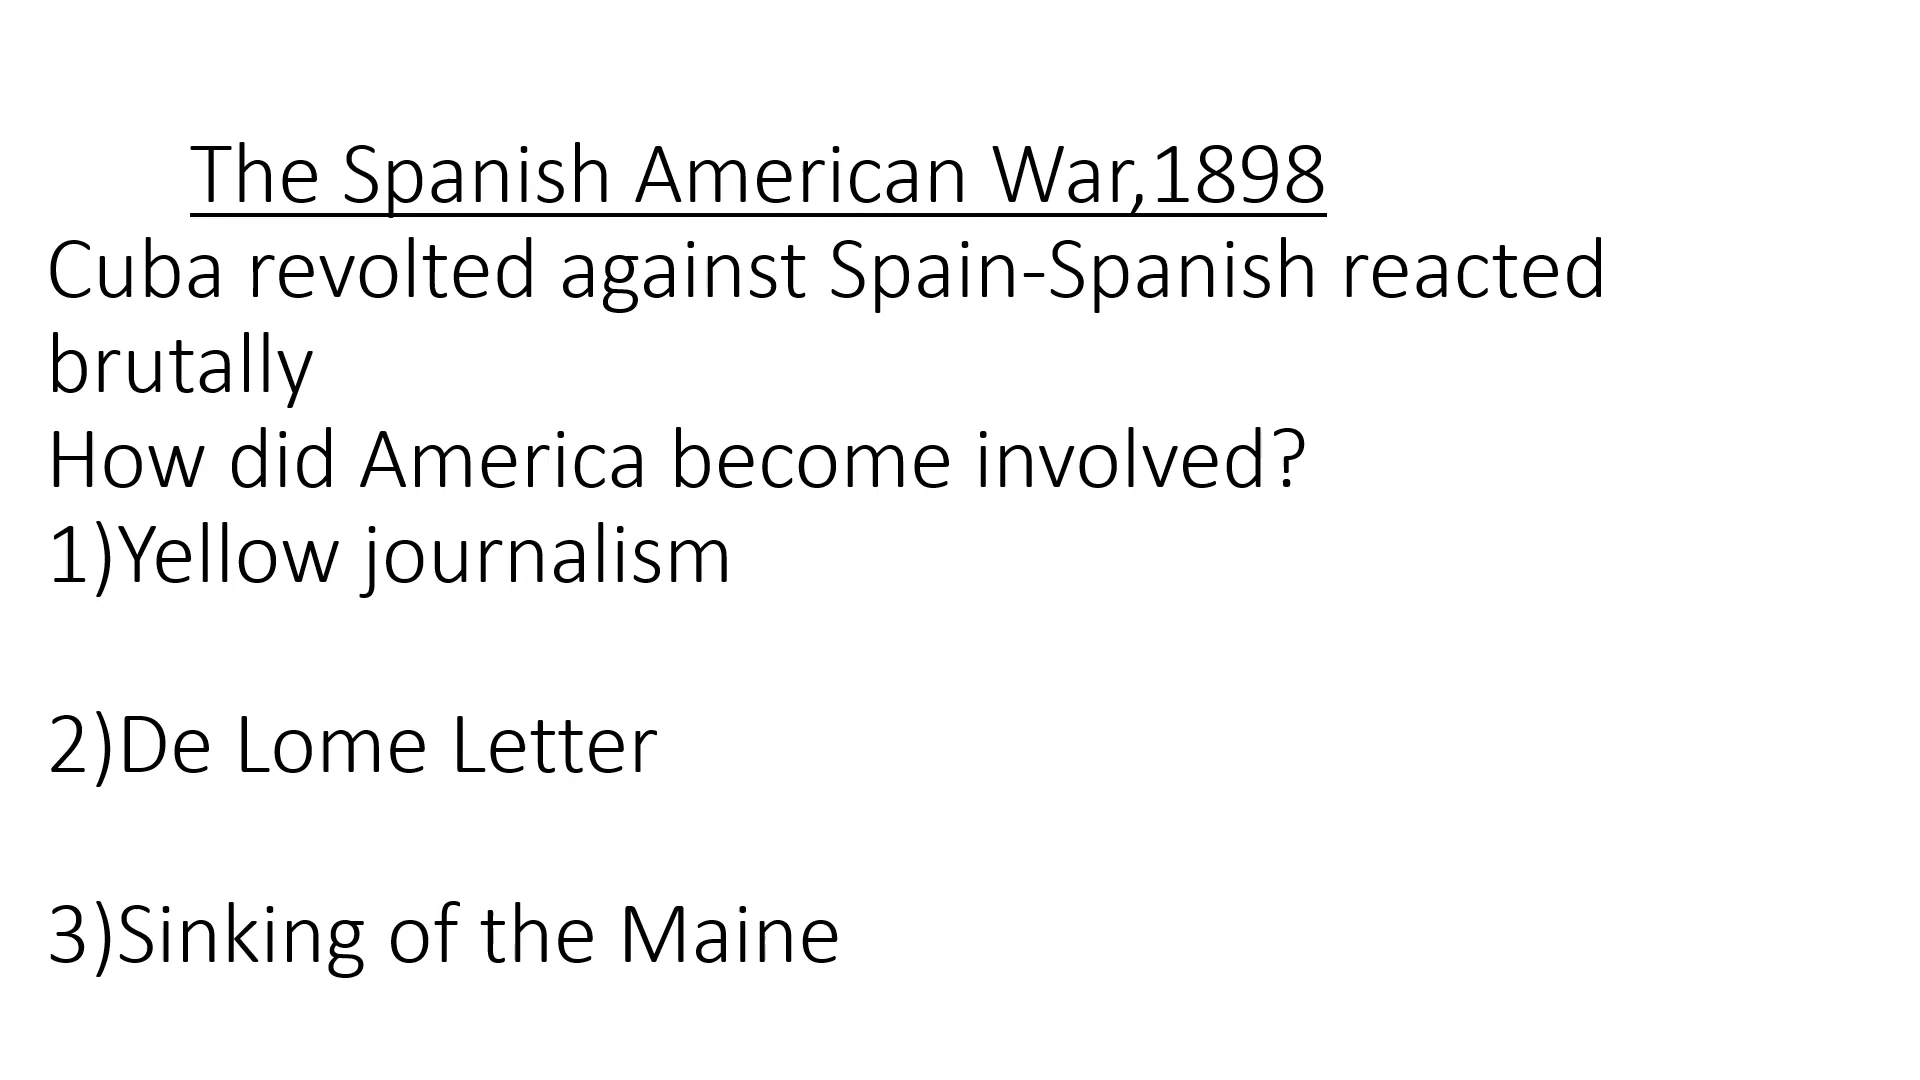 The Spanish American War,1898
Cuba revolted against Spain-Spanish reacted
brutally
How did America become involved?
1)Yellow journalism
2)De Lome Letter
3)Sinking of the Maine